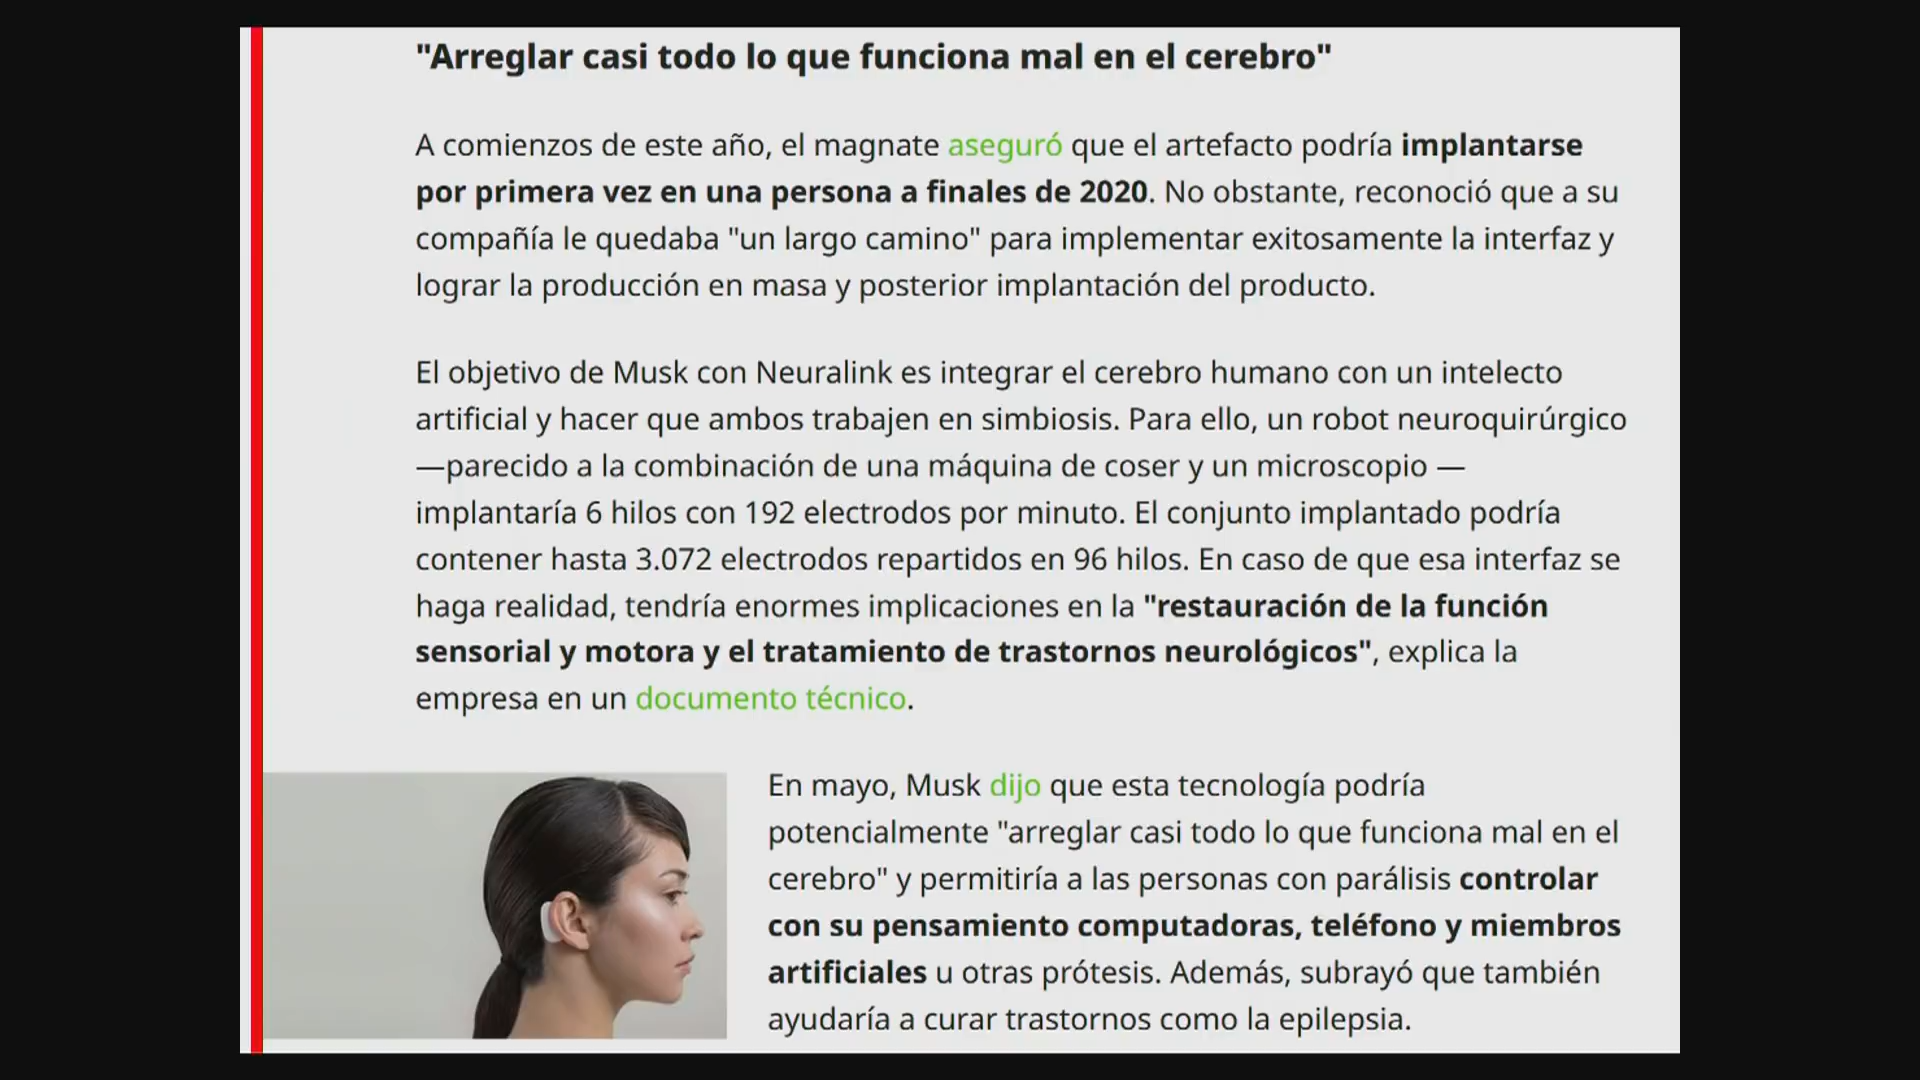 "Arreglar casi todo lo que funciona mal en el cerebro"
A comienzos de este año, el magnate aseguró que el artefacto podría implantarse
por primera vez en una persona a finales de 2020. No obstante, reconoció que a su
compañía le quedaba "un largo camino" para implementar exitosamente la interfaz y
lograr la producción en masa y posterior implantación del producto.
El objetivo de Musk con Neuralink es integrar el cerebro humano con un intelecto
artificial y hacer que ambos trabajen en simbiosis. Para ello, un robot neuroquirúrgico
—parecido a la combinación de una máquina de coser y un microscopio —
implantaría 6 hilos con 192 electrodos por minuto. El conjunto implantado podría
contener hasta 3.072 electrodos repartidos en 96 hilos. En caso de que esa interfaz se
haga realidad, tendría enormes implicaciones en la "restauración de la función
sensorial y motora y el tratamiento de trastornos neurológicos", explica la
empresa en un documento técnico.
En mayo, Musk dijo que esta tecnología podría
potencialmente "arreglar casi todo lo que funciona mal en el
cerebro" y permitiría a las personas con parálisis controlar
con su pensamiento computadoras, teléfono y miembros
artificiales u otras prótesis. Además, subrayó que también
ayudaría a curar trastornos como la epilepsia.